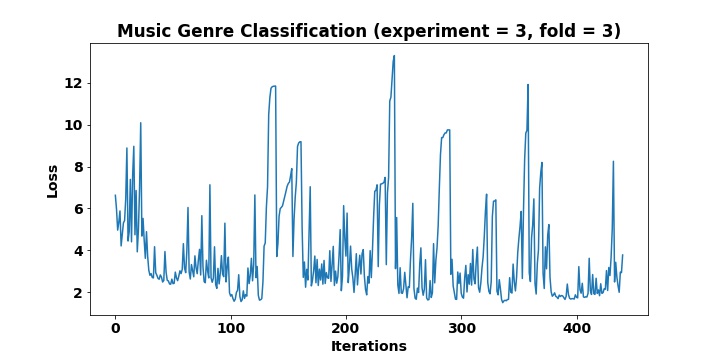 Music Genre Classification (experiment = 3, fold = 3)
12
10
8
6
4
2
Loss
0 100 200 300 400
Iterations